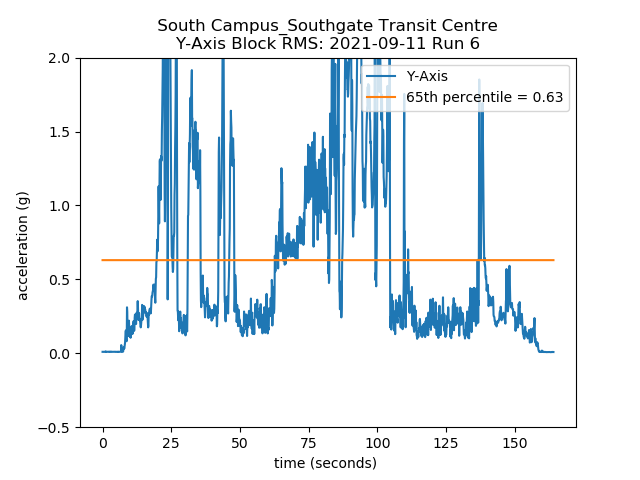 South Campus_Southgate Transit Centre
Y-Axis Block RMS: 2021-09-11 Run 6
2.0
1.5
1.0
0.5
0.0
−0.5
acceleration (g)
Y-Axis
65th percentile = 0.63
0 25 50 75 100 125 150
time (seconds)